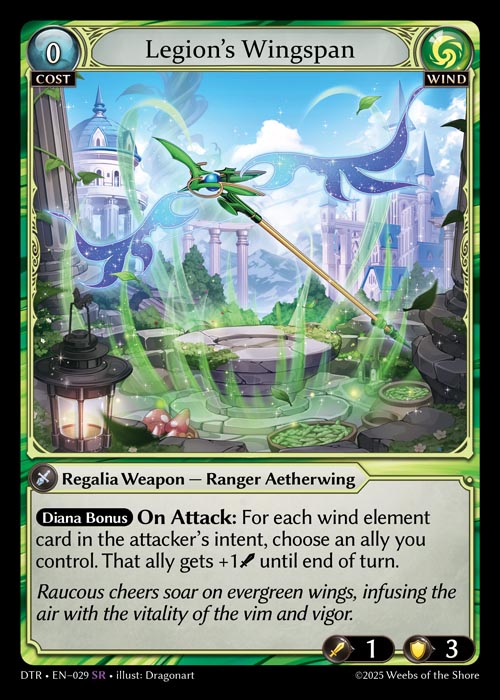 0
Legion's Wingspan
COST
WIND
Regalia Weapon — Ranger Aetherwing
Diana Bonus On Attack: For each wind element
card in the attacker's intent, choose an ally you
control. That ally gets +1 until end of turn.
Raucous cheers soar on evergreen wings, infusing the
air with the vitality of the vim and vigor.
1
3
DTR • EN-029 SR • illust: Dragonart
©2025 Weebs of the Shore